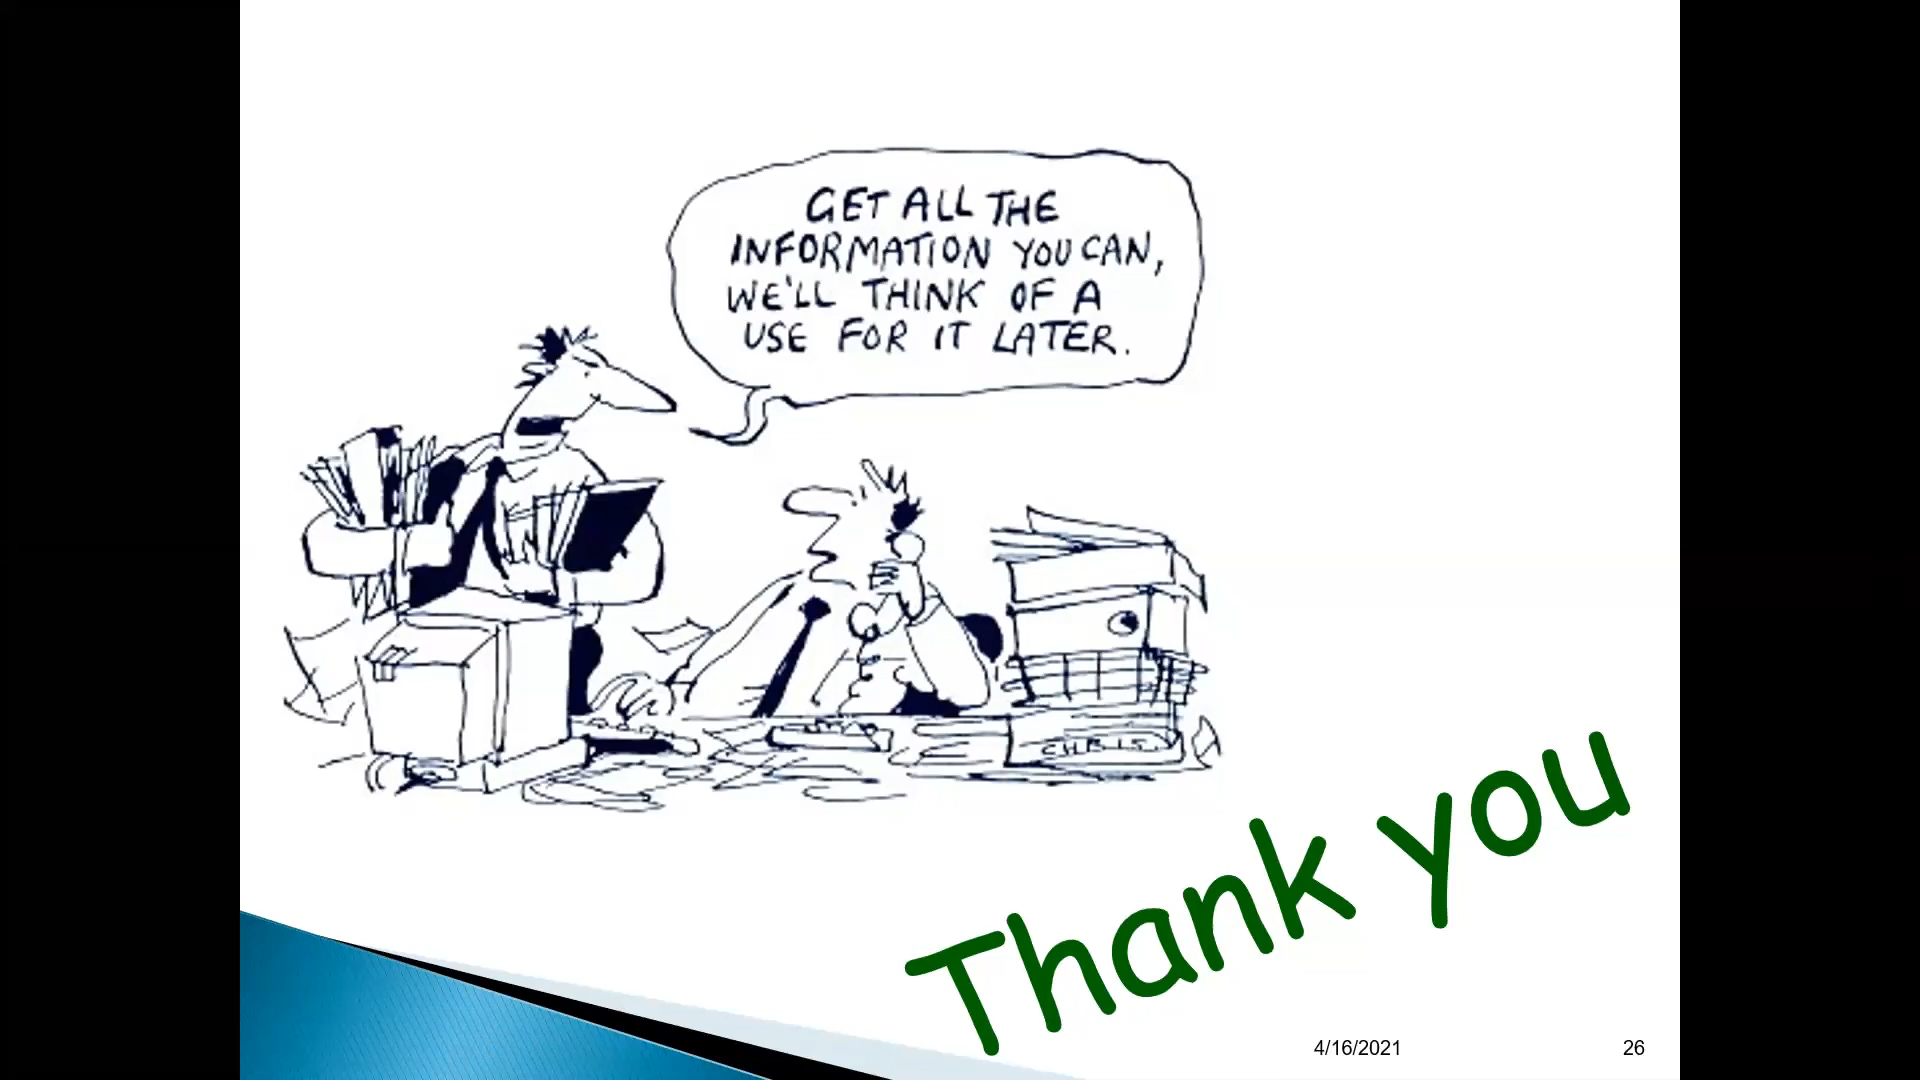 GET ALL THE
INFORMATION YOU CAN,
WE'LL THINK OF A
USE FOR IT LATER.
CHRIS
Thank you
4/16/2021
26